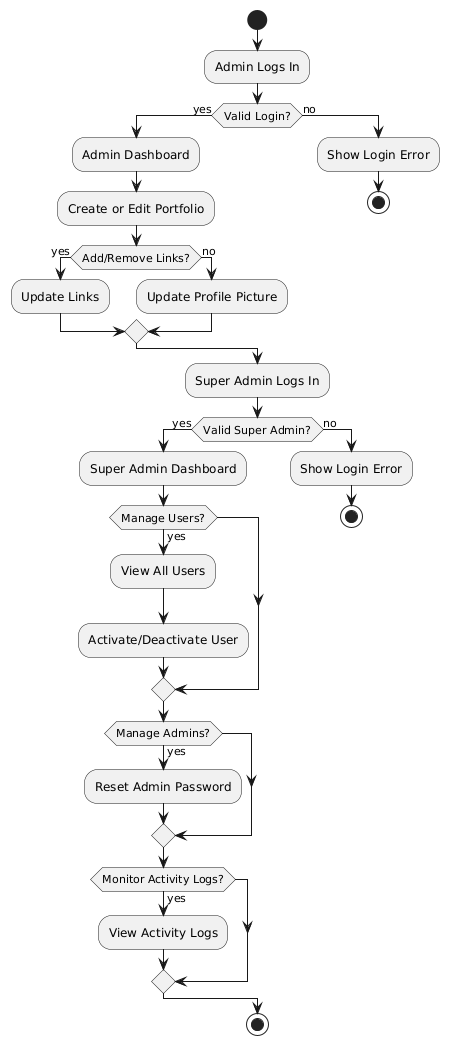 Admin Logs In
yes
Valid Login?
no
Admin Dashboard
Show Login Error
Create or Edit Portfolio
yes
Add/Remove Links?
no
Update Links
Update Profile Picture
Super Admin Logs In
yes
Valid Super Admin?
no
Super Admin Dashboard
Show Login Error
Manage Users?
yes
View All Users
Activate/Deactivate User
Manage Admins?
yes
Reset Admin Password
Monitor Activity Logs?
yes
View Activity Logs